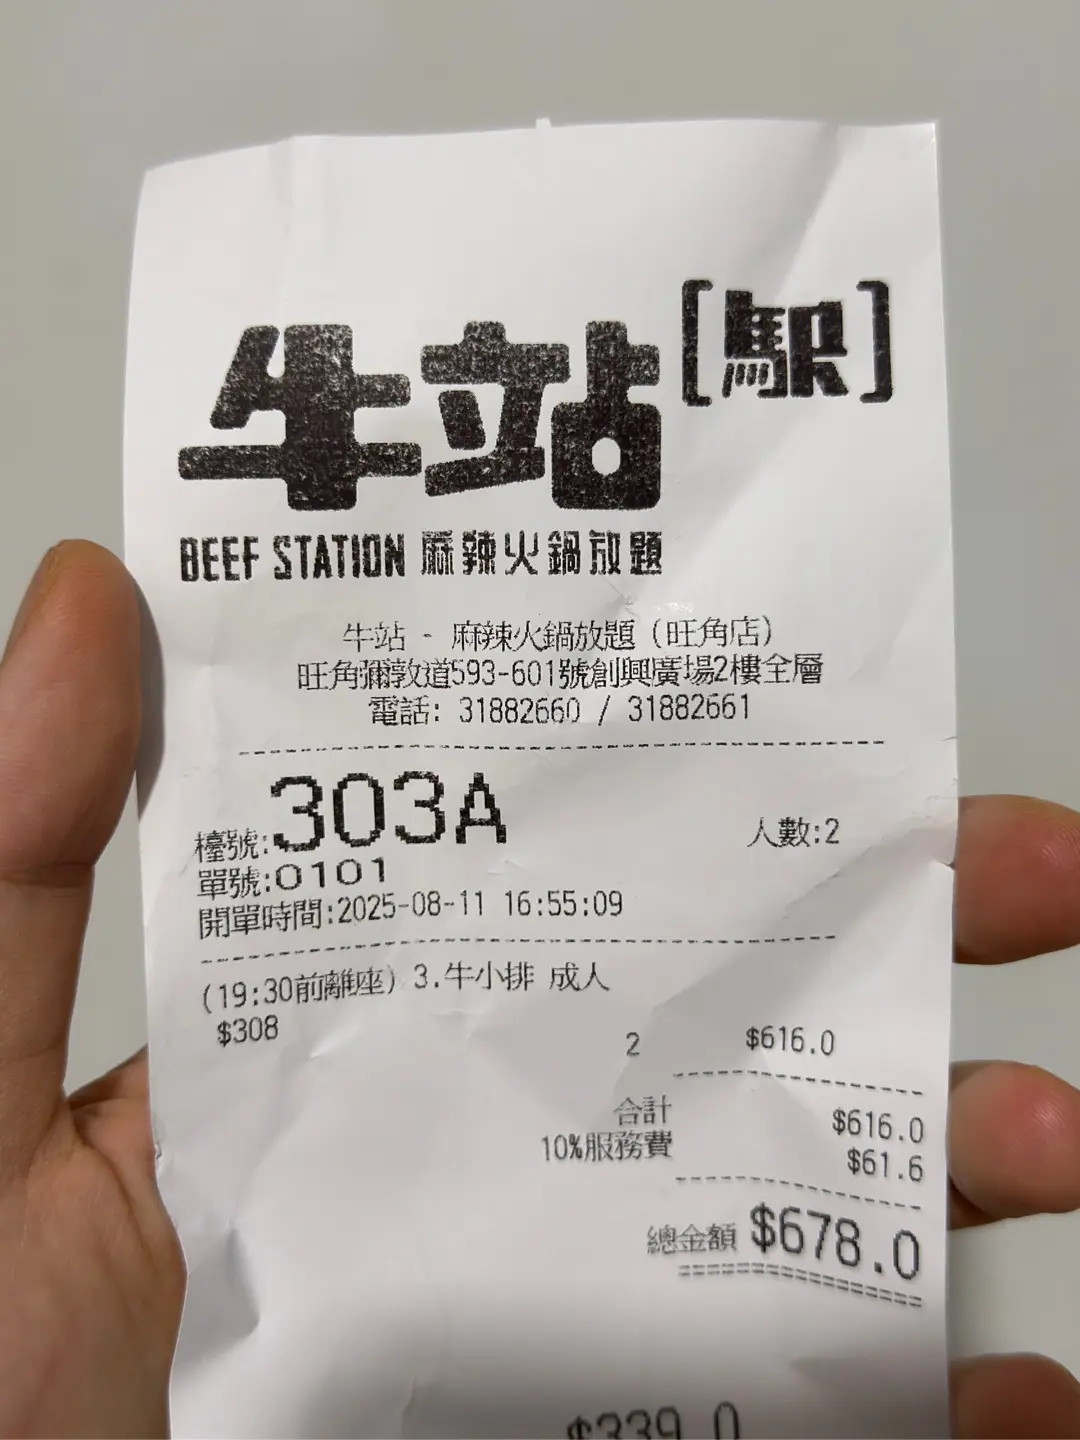 牛站[駅]
BEEF STATION 麻辣火鍋放題
牛站 - 麻辣火鍋放題（旺角店）
旺角彌敦道593-601號創興廣場2樓全層
電話: 31882660 / 31882661
檯號:303A 人數:2
單號:0101
開單時間:2025-08-11 16:55:09
(19:30前離座) 3.牛小排 成人
$308
2 $616.0
合計 $616.0
10%服務費 $61.6
總金額 $678.0
$339.0